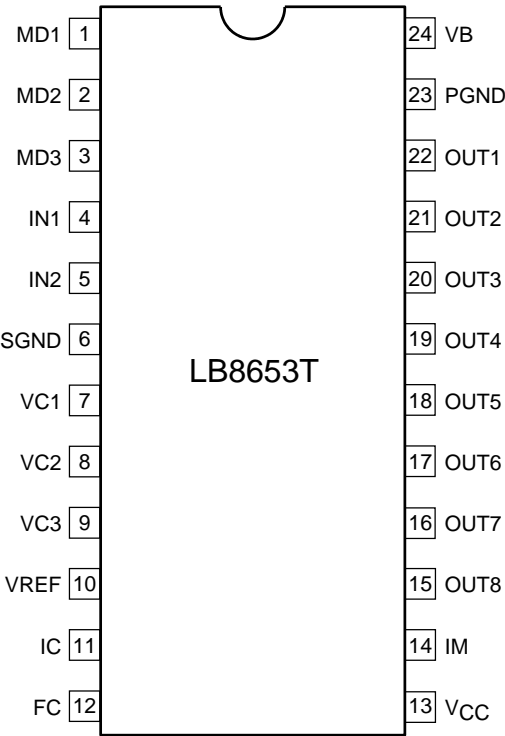 MD1 1 24 VB
MD2 2 23 PGND
MD3 3 22 OUT1
IN1 4 21 OUT2
IN2 5 20 OUT3
SGND 6 19 OUT4
LB8653T
VC1 7 18 OUT5
VC2 8 17 OUT6
VC3 9 16 OUT7
VREF 10 15 OUT8
IC 11 14 IM
FC 12 13 VCC